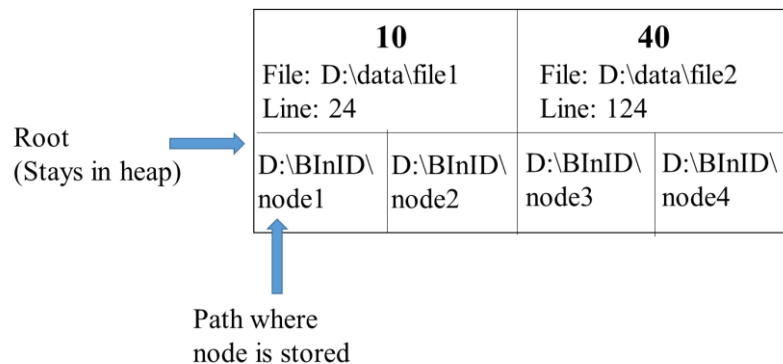 10
File: D:\data\file1
Line: 24
40
File: D:\data\file2
Line: 124
Root
(Stays in heap)
D:\BInID\
node1
D:\BInID\
node2
D:\BInID\
node3
D:\BInID\
node4
Path where
node is stored